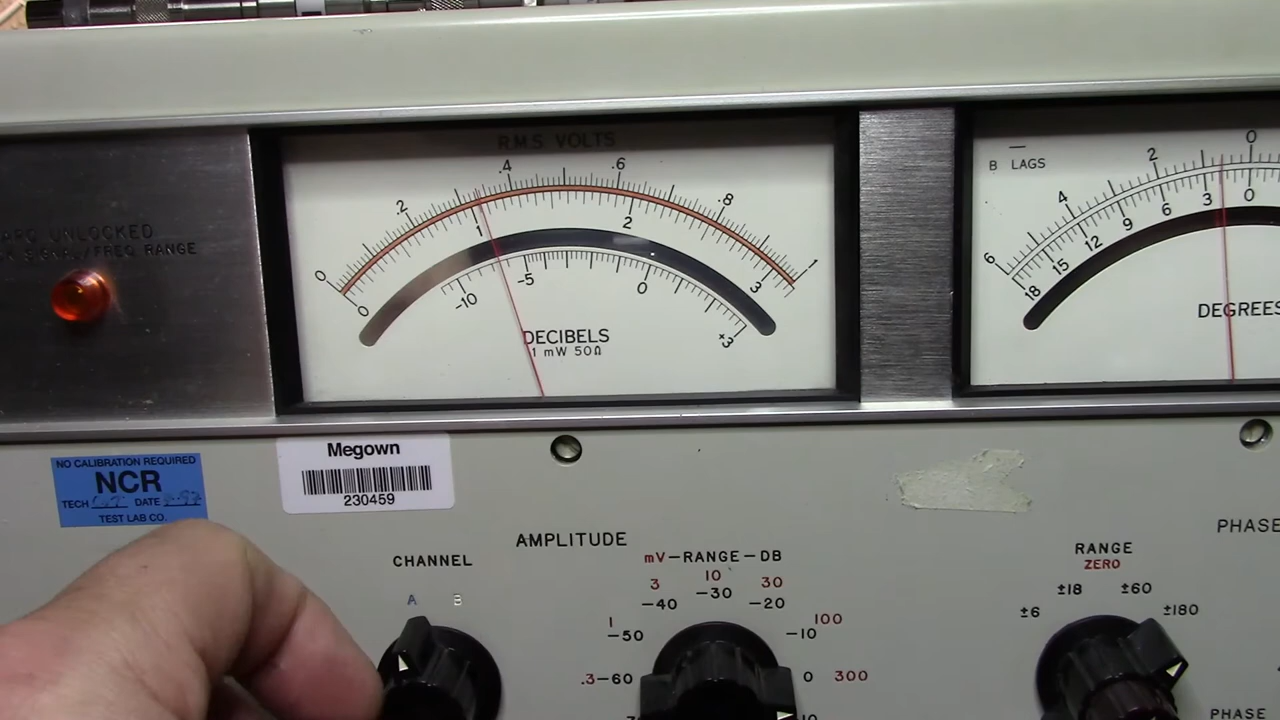 R.M.S VOLTS
0 .2 .4 .6 .8 1
0 1 2 3
-10 -5 0 +3
DECIBELS
1 mW 50Ω
B LAGS
6 4 2 0
18 15 12 9 6 3 0
DEGREES
UNLOCKED
FREQ RANGE
NO CALIBRATION REQUIRED
NCR
TECH DATE
TEST LAB CO.
Megown
230459
CHANNEL
A B
AMPLITUDE
mV-RANGE-DB
3 10 30
-40 -30 -20
1 100
-50 -10
.3-60 0 300
PHASE
RANGE
ZERO
±18 ±60
±6 ±180
PHASE